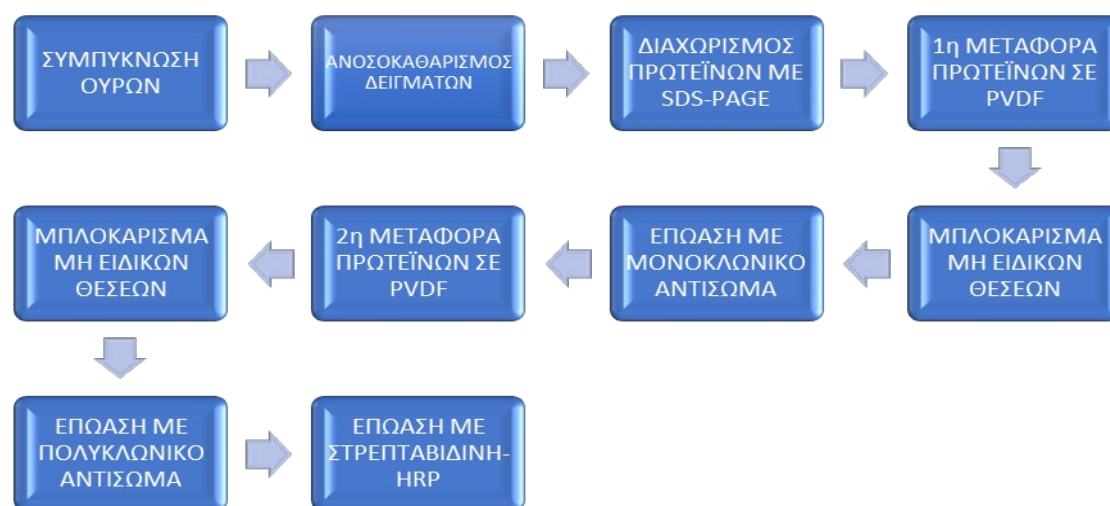 ΣΥΜΠΥΚΝΩΣΗ
ΟΥΡΩΝ
ΑΝΟΣΟΚΑΘΑΡΙΣΜΟΣ
ΔΕΙΓΜΑΤΩΝ
ΔΙΑΧΩΡΙΣΜΟΣ
ΠΡΩΤΕΪΝΩΝ ΜΕ
SDS-PAGE
1η ΜΕΤΑΦΟΡΑ
ΠΡΩΤΕΪΝΩΝ ΣΕ
PVDF
ΜΠΛΟΚΑΡΙΣΜΑ
ΜΗ ΕΙΔΙΚΩΝ
ΘΕΣΕΩΝ
ΕΠΩΑΣΗ ΜΕ
ΜΟΝΟΚΛΩΝΙΚΟ
ΑΝΤΙΣΩΜΑ
2η ΜΕΤΑΦΟΡΑ
ΠΡΩΤΕΪΝΩΝ ΣΕ
PVDF
ΜΠΛΟΚΑΡΙΣΜΑ
ΜΗ ΕΙΔΙΚΩΝ
ΘΕΣΕΩΝ
ΕΠΩΑΣΗ ΜΕ
ΠΟΛΥΚΛΩΝΙΚΟ
ΑΝΤΙΣΩΜΑ
ΕΠΩΑΣΗ ΜΕ
ΣΤΡΕΠΤΑΒΙΔΙΝΗ-
HRP